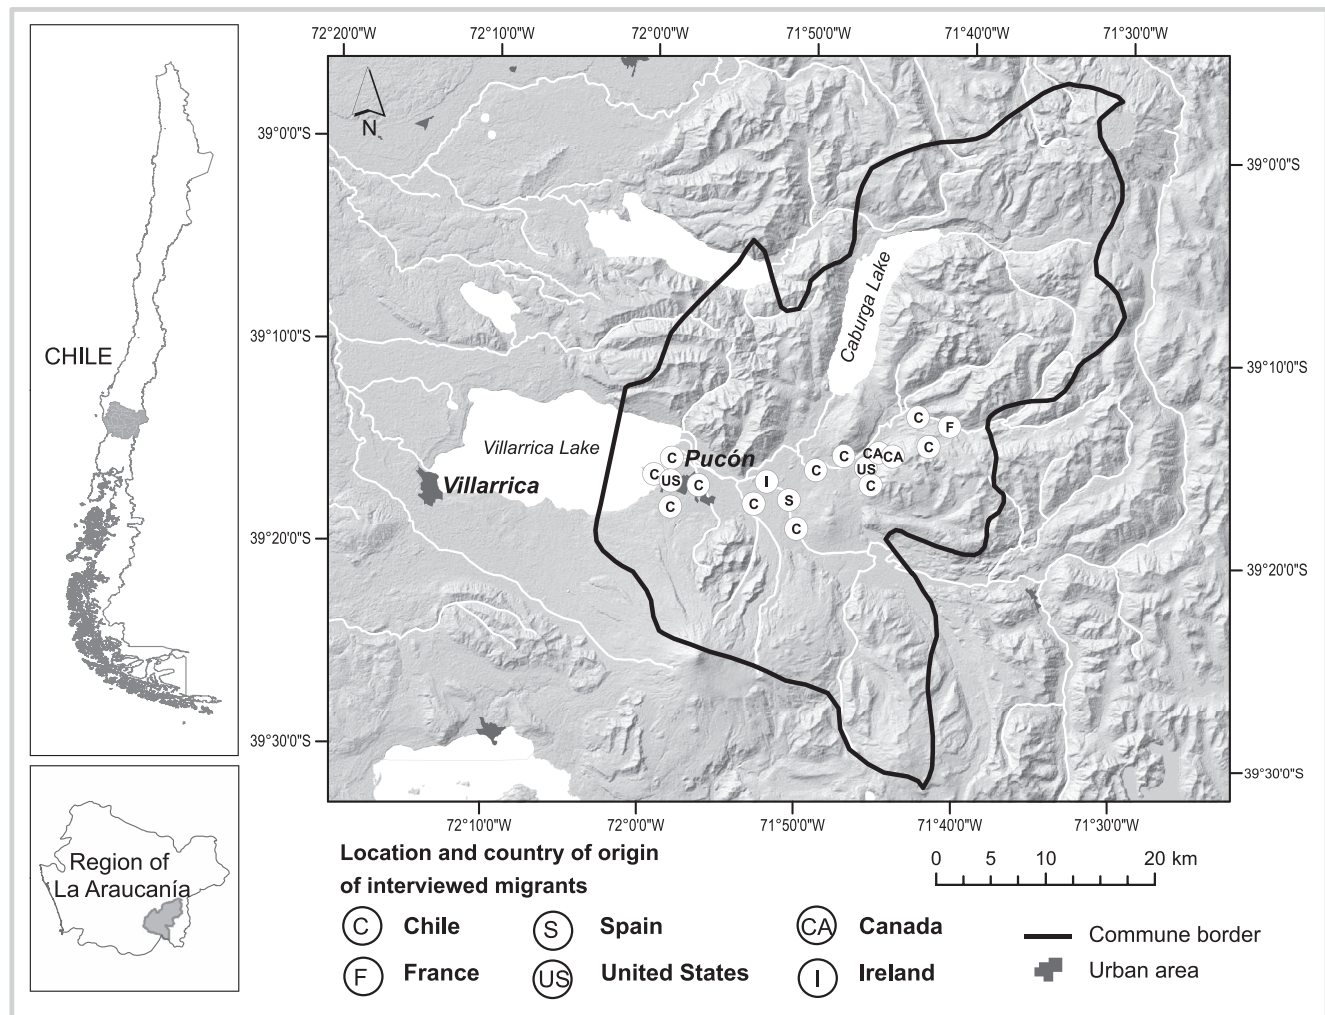 72°20'0"W 72°10'0"W 72°0'0"W 71°50'0"W 71°40'0"W 71°30'0"W
N
39°0'0"S
39°0'0"S
CHILE
39°10'0"S
39°10'0"S
Caburga Lake
C
F
C
Villarrica Lake
C
Pucón
C
CA
CA
C
US
C
US
C
C
I
C
Villarrica
C
C
S
C
39°20'0"S
39°20'0"S
39°30'0"S
39°30'0"S
72°10'0"W 72°0'0"W 71°50'0"W 71°40'0"W 71°30'0"W
Region of
La Araucanía
Location and country of origin
of interviewed migrants
0 5 10 20 km
C Chile
S Spain
CA Canada
Commune border
F France
US United States
I Ireland
Urban area